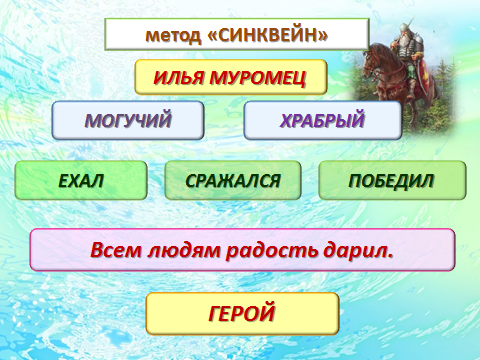 метод «СИНКВЕЙН»
ИЛЬЯ МУРОМЕЦ
МОГУЧИЙ ХРАБРЫЙ
ЕХАЛ СРАЖАЛСЯ ПОБЕДИЛ
Всем людям радость дарил.
ГЕРОЙ